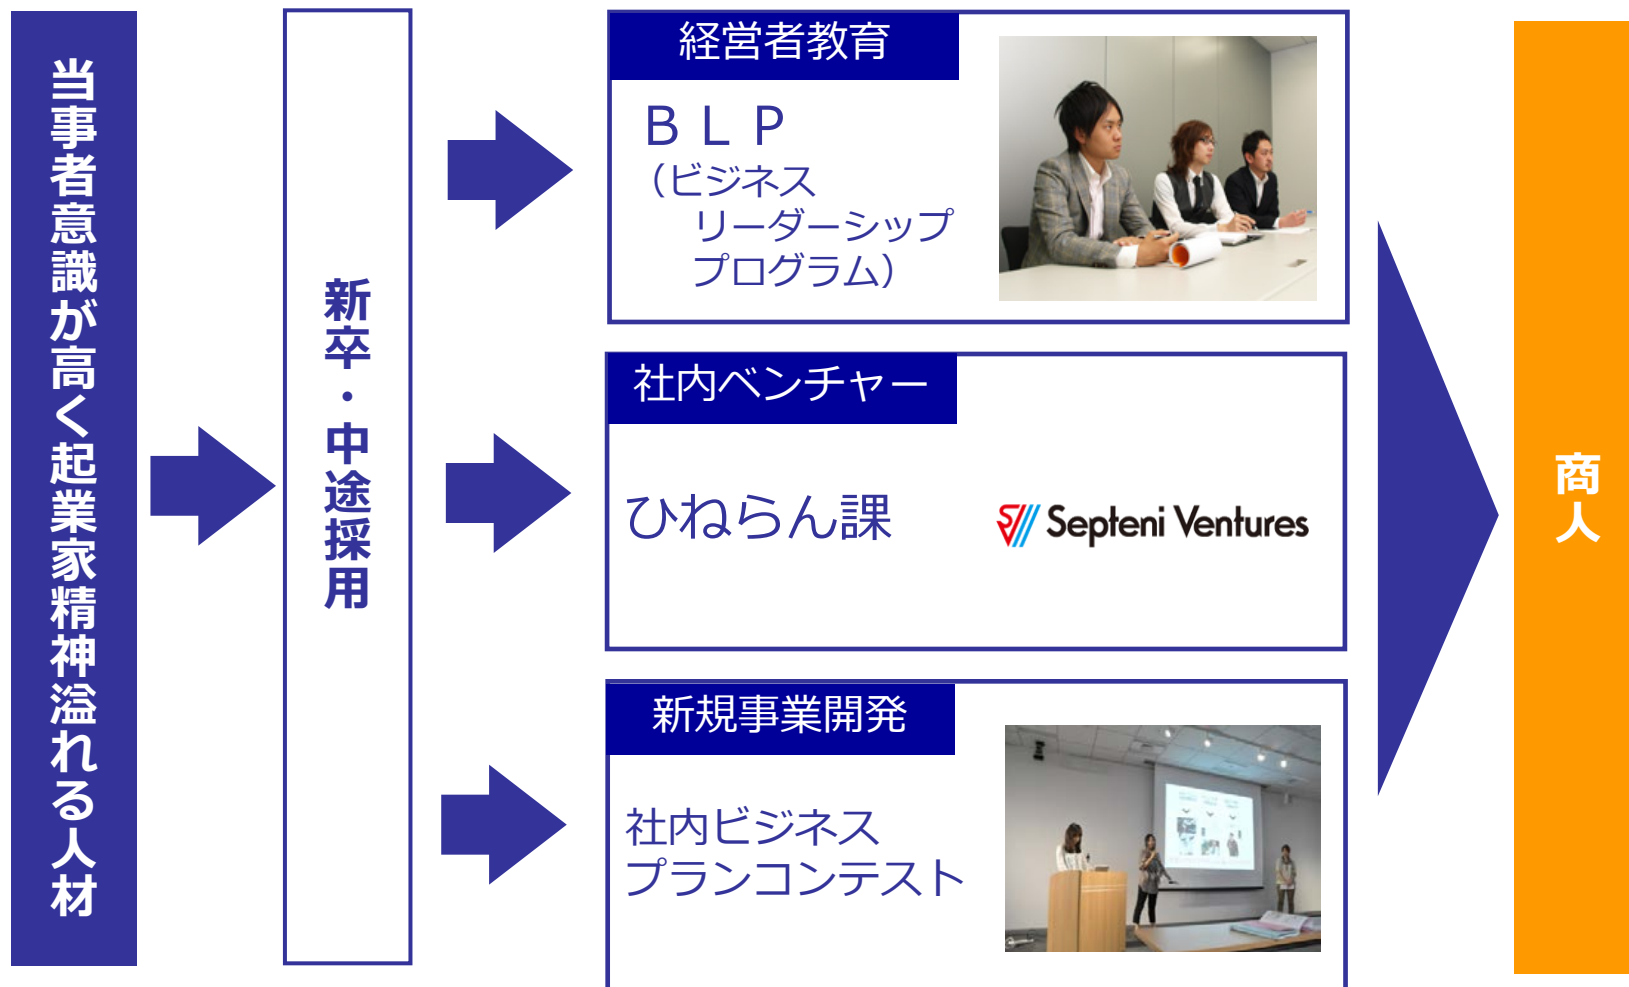 当事者意識が高く起業家精神溢れる人材
新卒・中途採用
経営者教育
ＢＬＰ
（ビジネス
リーダーシップ
プログラム）
社内ベンチャー
ひねらん課
Septeni Ventures
新規事業開発
社内ビジネス
プランコンテスト
商人